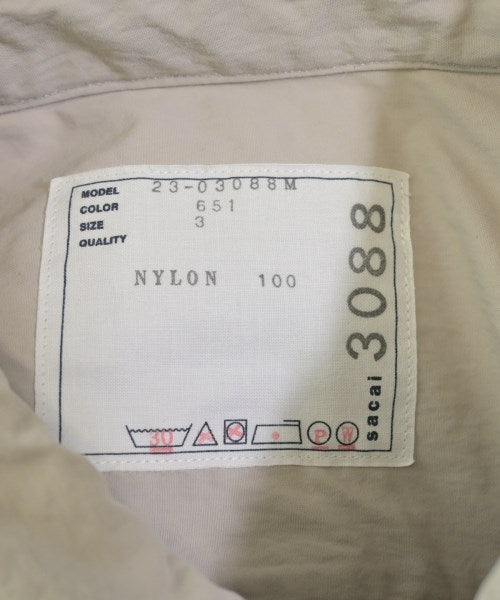 MODEL 23-03088M
COLOR 651
SIZE 3
QUALITY
NYLON 100
30 P W
sacai 3088